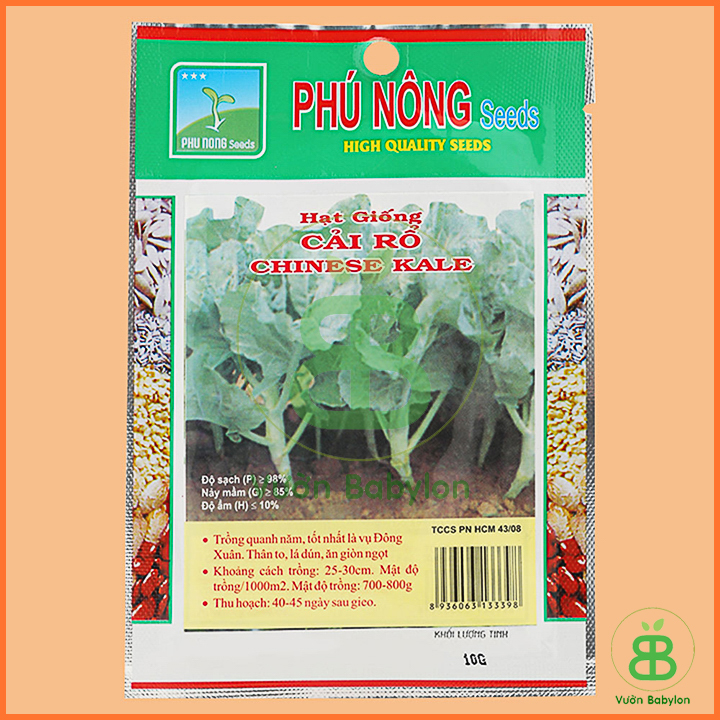 PHU NONG Seeds
PHÚ NÔNG Seeds
HIGH QUALITY SEEDS
Hạt Giống
CẢI RỔ
CHINESE KALE
Độ sạch (P) ≥ 98%
Nảy mầm (G) ≥ 85%
Độ ẩm (H) ≤ 10%
Vườn Babylon
• Trồng quanh năm, tốt nhất là vụ Đông
Xuân. Thân to, lá dún, ăn giòn ngọt
• Khoảng cách trồng: 25-30cm. Mật độ
trồng/1000m2. Mật độ trồng: 700-800g
• Thu hoạch: 40-45 ngày sau gieo.
TCCS PN HCM 43/08
8 936063 133398
KHỐI LƯỢNG TỊNH
10G
Vườn Babylon